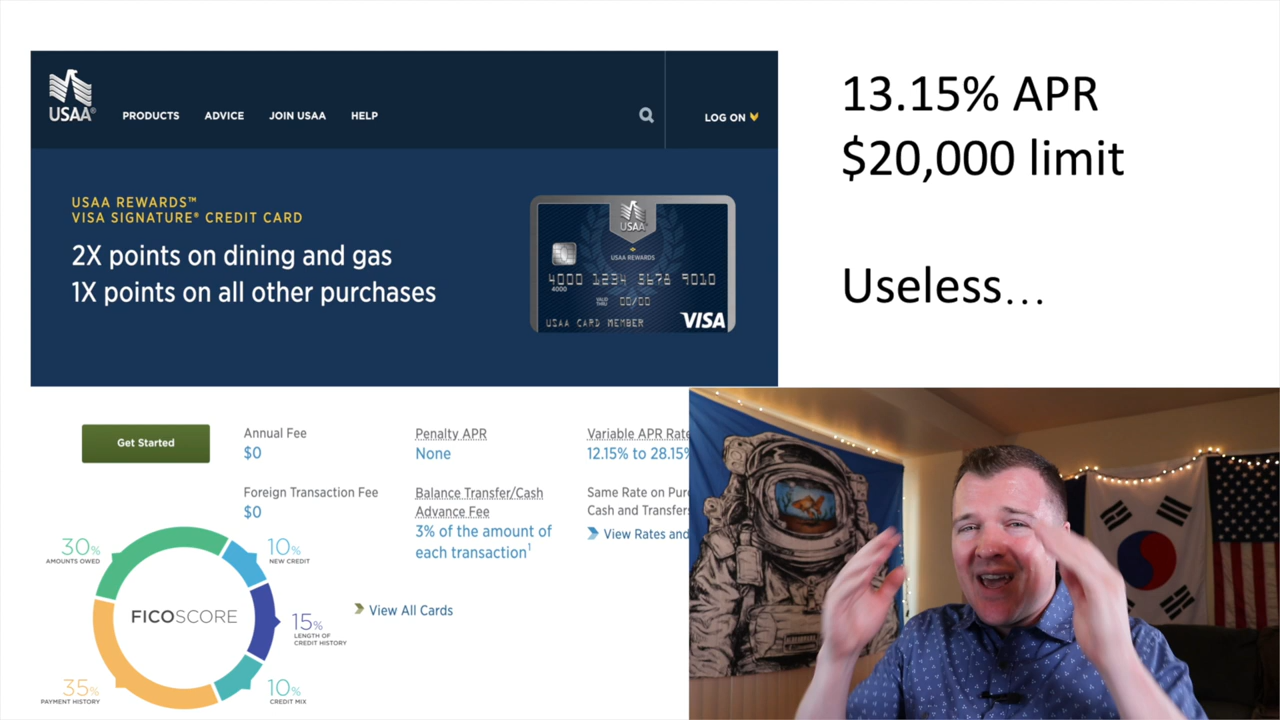 USAA®
PRODUCTS
ADVICE
JOIN USAA
HELP
LOG ON
USAA REWARDS™
VISA SIGNATURE® CREDIT CARD
2X points on dining and gas
1X points on all other purchases
USAA
USAA REWARDS
4000 1234 5678 9010
4000
VALID THRU 00/00
USAA CARD MEMBER
VISA
13.15% APR
$20,000 limit
Useless...
Get Started
Annual Fee
$0
Penalty APR
None
Variable APR Rate
12.15% to 28.15%
Foreign Transaction Fee
$0
Balance Transfer/Cash
Advance Fee
3% of the amount of
each transaction¹
Same Rate on Pur
Cash and Transfers
View Rates and
View All Cards
FICOSCORE
30%
AMOUNTS OWED
10%
NEW CREDIT
15%
LENGTH OF
CREDIT HISTORY
10%
CREDIT MIX
35%
PAYMENT HISTORY